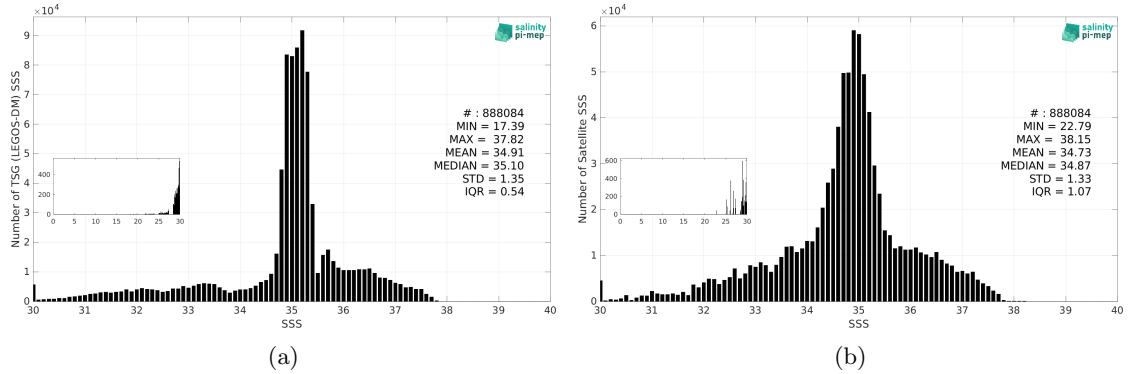 ×10⁴
9
8
7
6
5
4
3
2
1
0
Number of TSG (LEGOS-DM) SSS
salinity
pi-mep
# : 888084
MIN = 17.39
MAX = 37.82
MEAN = 34.91
MEDIAN = 35.10
STD = 1.35
IQR = 0.54
400
200
0
0 5 10 15 20 25 30
30 31 32 33 34 35 36 37 38 39 40
SSS
(a)
×10⁴
6
5
4
3
2
1
0
Number of Satellite SSS
salinity
pi-mep
# : 888084
MIN = 22.79
MAX = 38.15
MEAN = 34.73
MEDIAN = 34.87
STD = 1.33
IQR = 1.07
600
400
200
0
0 5 10 15 20 25 30
30 31 32 33 34 35 36 37 38 39 40
SSS
(b)